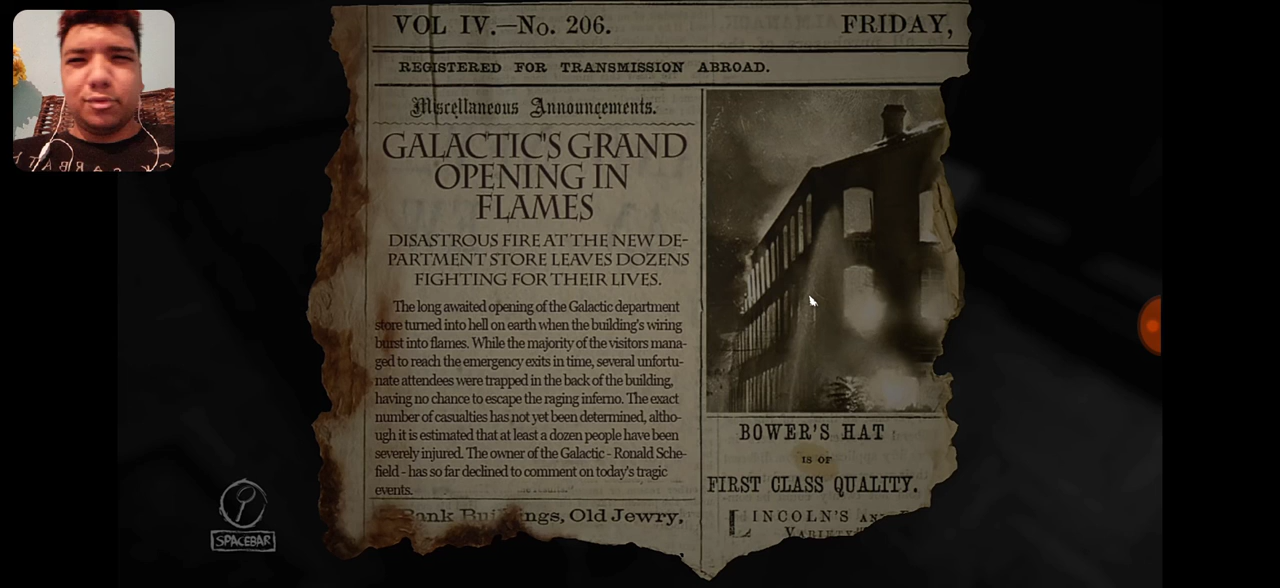 VOL IV.—No. 206.
FRIDAY,
REGISTERED FOR TRANSMISSION ABROAD.
Miscellaneous Announcements.
GALACTIC'S GRAND
OPENING IN
FLAMES
DISASTROUS FIRE AT THE NEW DE-
PARTMENT STORE LEAVES DOZENS
FIGHTING FOR THEIR LIVES.
The long awaited opening of the Galactic department
store turned into hell on earth when the building's wiring
burst into flames. While the majority of the visitors mana-
ged to reach the emergency exits in time, several unfortu-
nate attendees were trapped in the back of the building,
having no chance to escape the raging inferno. The exact
number of casualties has not yet been determined, altho-
ugh it is estimated that at least a dozen people have been
severely injured. The owner of the Galactic - Ronald Sche-
field - has so far declined to comment on today's tragic
events.
Bank Buildings, Old Jewry,
BOWER'S HAT
IS OF
FIRST CLASS QUALITY.
LINCOLN'S
SPACEBAR